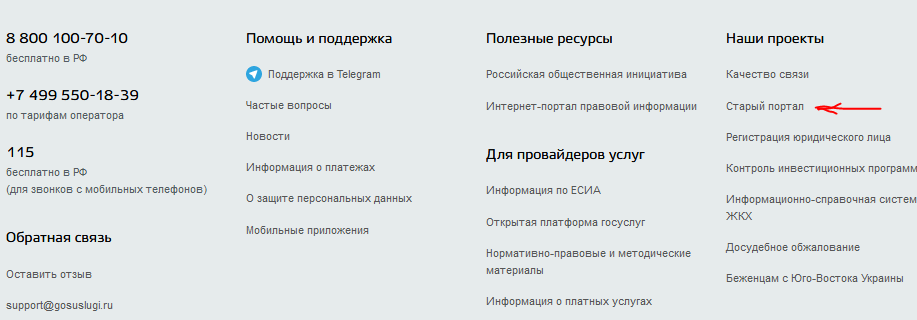 8 800 100-70-10
бесплатно в РФ
+7 499 550-18-39
по тарифам оператора
115
бесплатно в РФ
(для звонков с мобильных телефонов)
Обратная связь
Оставить отзыв
support@gosuslugi.ru
Помощь и поддержка
Поддержка в Telegram
Частые вопросы
Новости
Информация о платежах
О защите персональных данных
Мобильные приложения
Полезные ресурсы
Российская общественная инициатива
Интернет-портал правовой информации
Для провайдеров услуг
Информация по ЕСИА
Открытая платформа госуслуг
Нормативно-правовые и методические
материалы
Информация о платных услугах
Наши проекты
Качество связи
Старый портал
Регистрация юридического лица
Контроль инвестиционных программ
Информационно-справочная систем
ЖКХ
Досудебное обжалование
Беженцам с Юго-Востока Украины